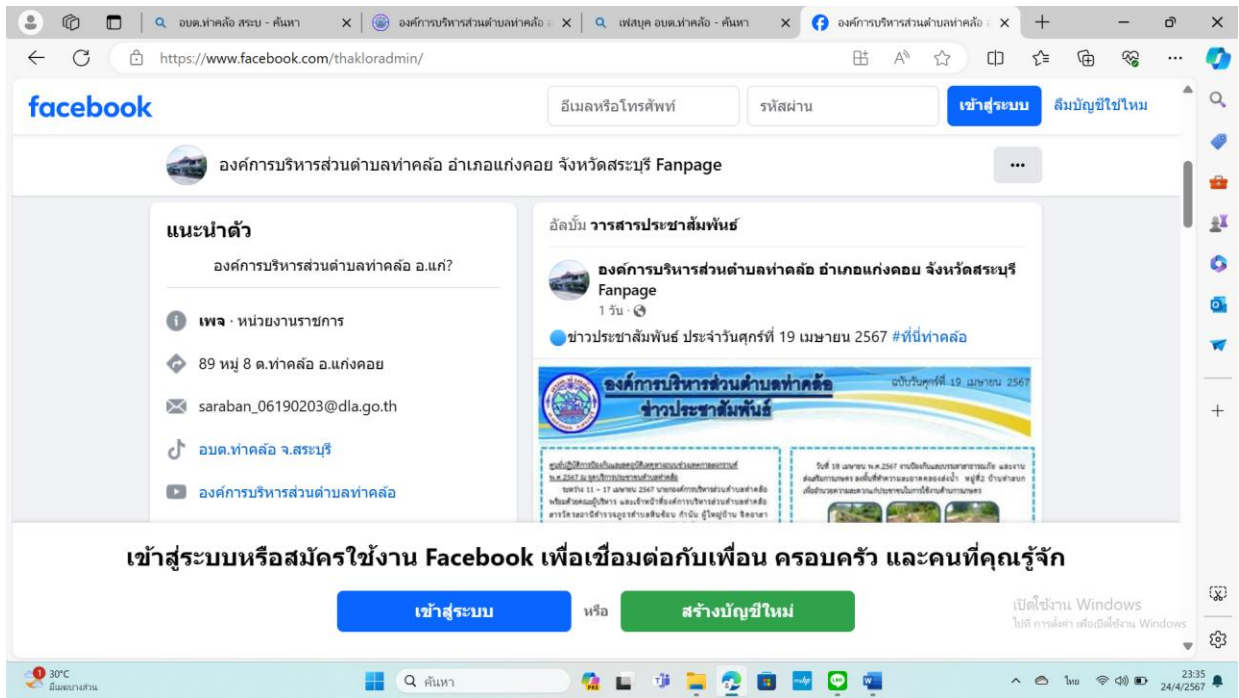 อบต.ท่าคล้อ สระบ - ค้นหา
องค์การบริหารส่วนตำบลท่าคล้อ
เฟสบุค อบต.ท่าคล้อ - ค้นหา
องค์การบริหารส่วนตำบลท่าคล้อ
https://www.facebook.com/thakloradmin/
facebook
อีเมลหรือโทรศัพท์
รหัสผ่าน
เข้าสู่ระบบ
ลืมบัญชีใช่ไหม
องค์การบริหารส่วนตำบลท่าคล้อ อำเภอแก่งคอย จังหวัดสระบุรี Fanpage
แนะนำตัว
องค์การบริหารส่วนตำบลท่าคล้อ อ.แก่?
เพจ · หน่วยงานราชการ
89 หมู่ 8 ต.ท่าคล้อ อ.แก่งคอย
saraban_06190203@dla.go.th
อบต.ท่าคล้อ จ.สระบุรี
องค์การบริหารส่วนตำบลท่าคล้อ
อัลบั้ม วารสารประชาสัมพันธ์
องค์การบริหารส่วนตำบลท่าคล้อ อำเภอแก่งคอย จังหวัดสระบุรี
Fanpage
1 วัน ·
ข่าวประชาสัมพันธ์ ประจำวันศุกร์ที่ 19 เมษายน 2567 #ที่นี่ท่าคล้อ
องค์การบริหารส่วนตำบลท่าคล้อ
ฉบับวันศุกร์ที่ 19 เมษายน 2567
ข่าวประชาสัมพันธ์
เข้าสู่ระบบหรือสมัครใช้งาน Facebook เพื่อเชื่อมต่อกับเพื่อน ครอบครัว และคนที่คุณรู้จัก
เข้าสู่ระบบ
หรือ
สร้างบัญชีใหม่
เปิดใช้งาน Windows
ไปที่ การตั้งค่า เพื่อเปิดใช้งาน Windows
1
30°C
มีเมฆบางส่วน
ค้นหา
ไทย
23:35
24/4/2567